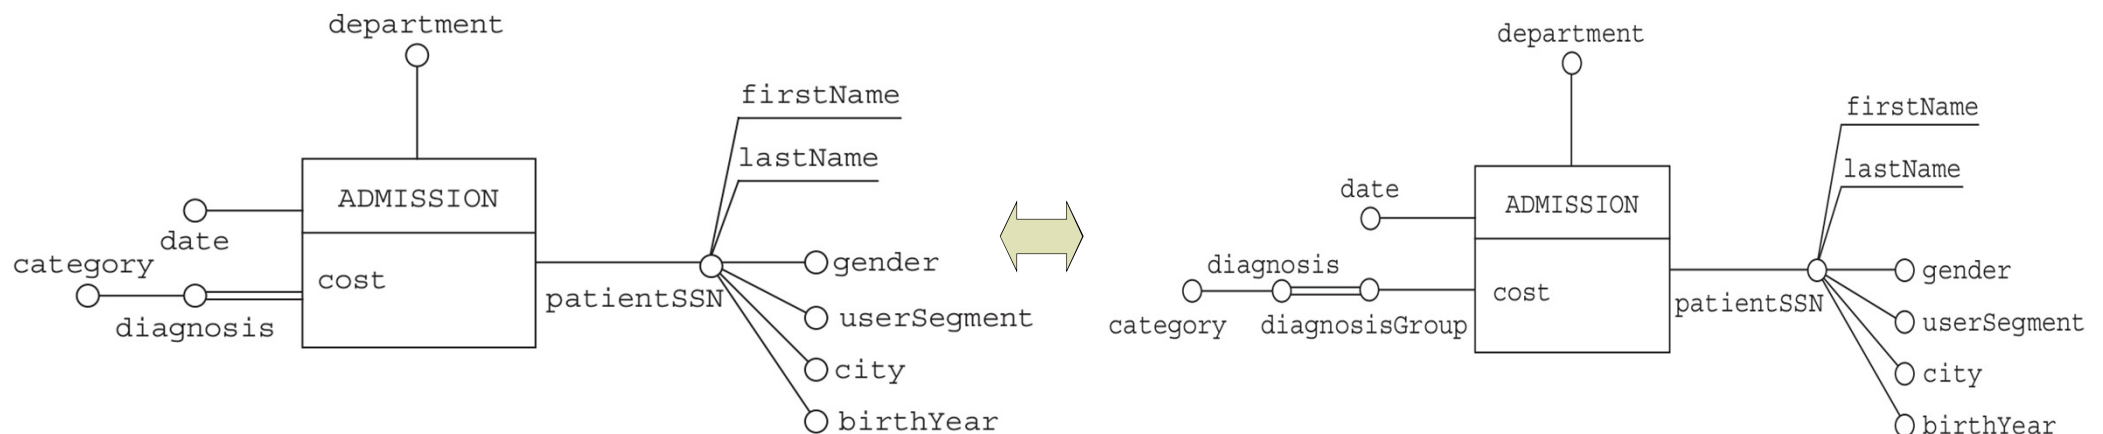 department
firstName
lastName
ADMISSION
date
category
cost
gender
patientSSN
diagnosis
userSegment
city
birthYear
department
firstName
lastName
date
ADMISSION
diagnosis
gender
cost
patientSSN
category
diagnosisGroup
userSegment
city
birthYear